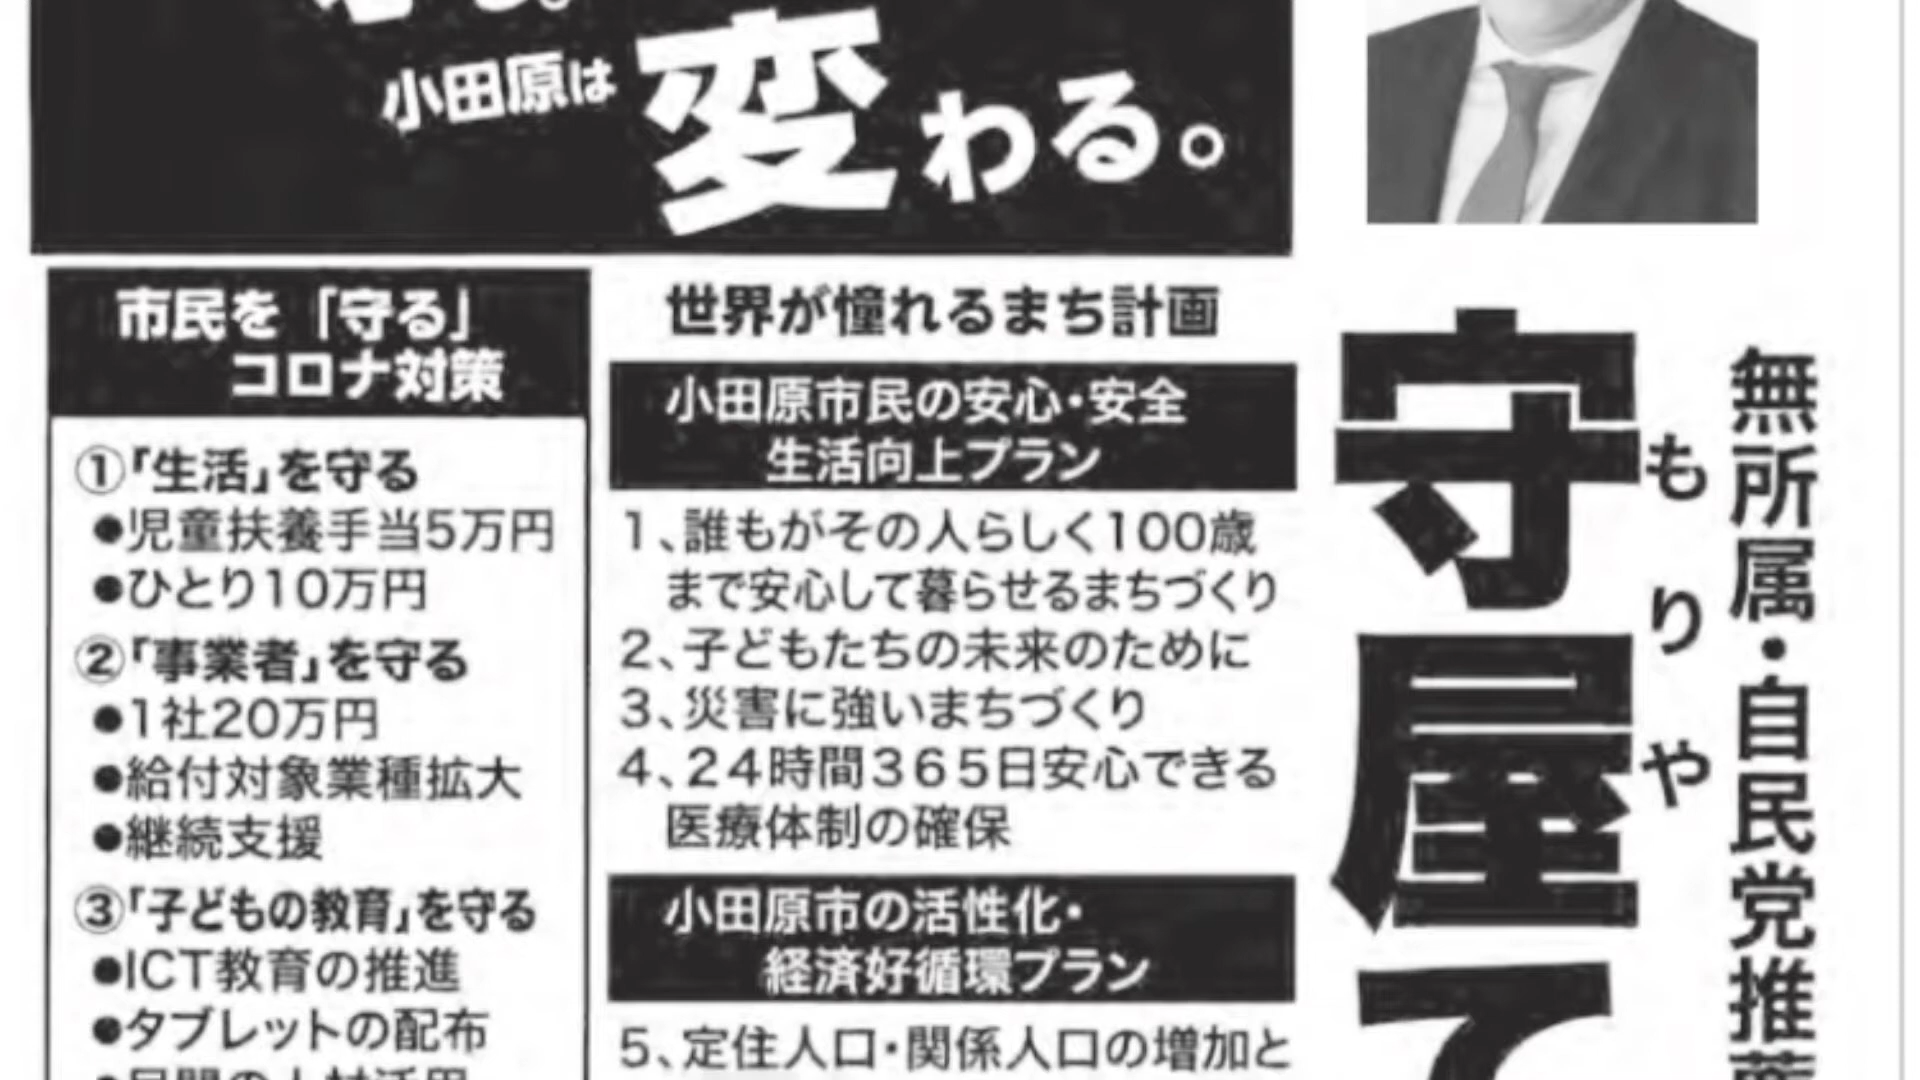 小田原は
変わる。
市民を「守る」
コロナ対策
①「生活」を守る
●児童扶養手当5万円
●ひとり10万円
②「事業者」を守る
●1社20万円
●給付対象業種拡大
●継続支援
③「子どもの教育」を守る
●ICT教育の推進
●タブレットの配布
世界が憧れるまち計画
小田原市民の安心・安全
生活向上プラン
1、誰もがその人らしく100歳
まで安心して暮らせるまちづくり
2、子どもたちの未来のために
3、災害に強いまちづくり
4、24時間365日安心できる
医療体制の確保
小田原市の活性化・
経済好循環プラン
5、定住人口・関係人口の増加と
守屋て
もりや
無所属・自民党推薦